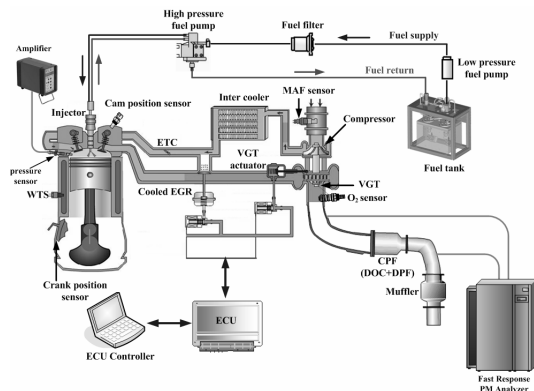 High pressure
fuel pump
Fuel filter
Fuel supply
Amplifier
Low pressure
fuel pump
Fuel return
Injector
Cam position sensor
Inter cooler
MAF sensor
ETC
VGT
actuator
Compressor
Fuel tank
pressure
sensor
WTS
Cooled EGR
VGT
O2 sensor
CPF
(DOC+DPF)
Muffler
Crank position
sensor
ECU
ECU Controller
Fast Response
PM Analyzer